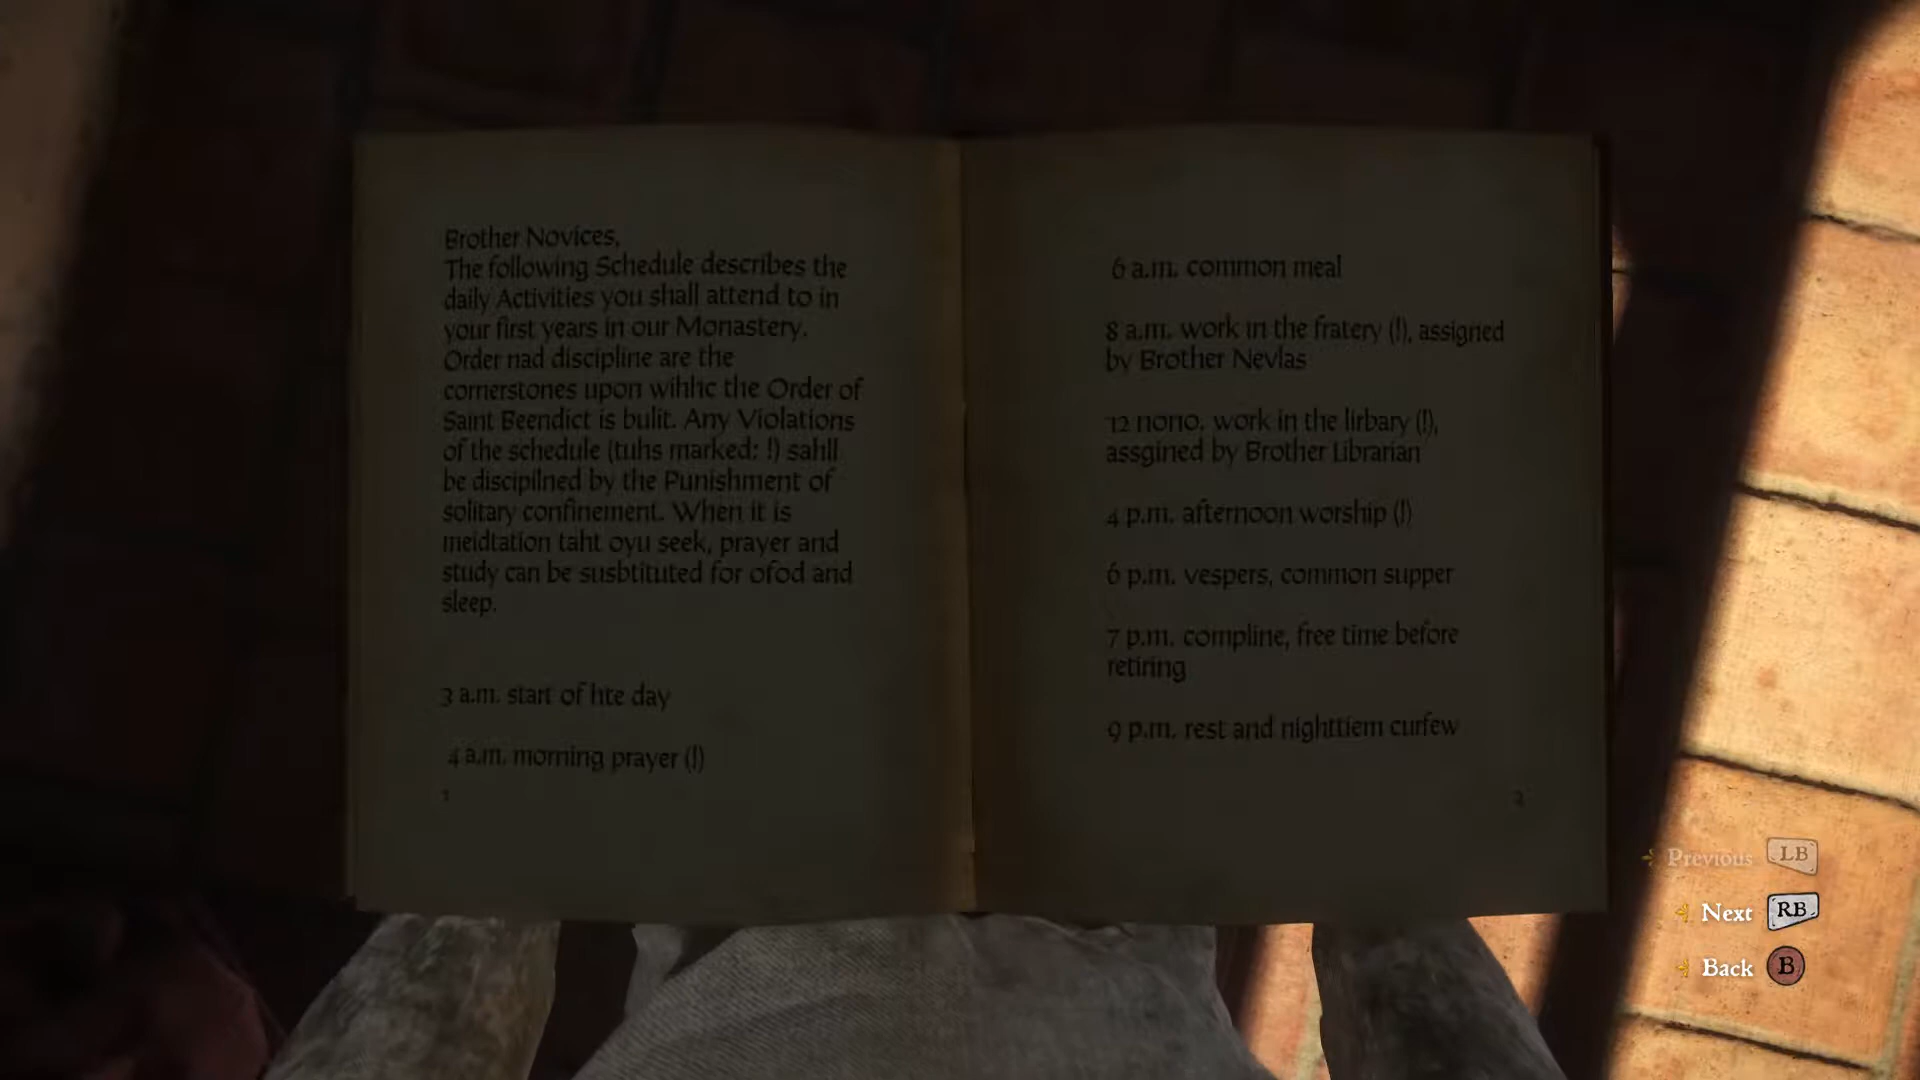 Brother Novices,
The following Schedule describes the
daily Activities you shall attend to in
your first years in our Monastery.
Order nad discipline are the
cornerstones upon wihhc the Order of
Saint Beendict is bulit. Any Violations
of the schedule (tuhs marked: !) sahll
be discipilned by the Punishment of
solitary confinement. When it is
meidtation taht oyu seek, prayer and
study can be susbtituted for ofod and
sleep.
3 a.m. start of hte day
4 a.m. morning prayer (!)
1
6 a.m. common meal
8 a.m. work in the fratery (!), assigned
by Brother Nevlas
12 nono. work in the lirbary (!),
assgined by Brother Librarian
4 p.m. afternoon worship (!)
6 p.m. vespers, common supper
7 p.m. compline, free time before
retiring
9 p.m. rest and nighttiem curfew
2
Previous LB
Next RB
Back B